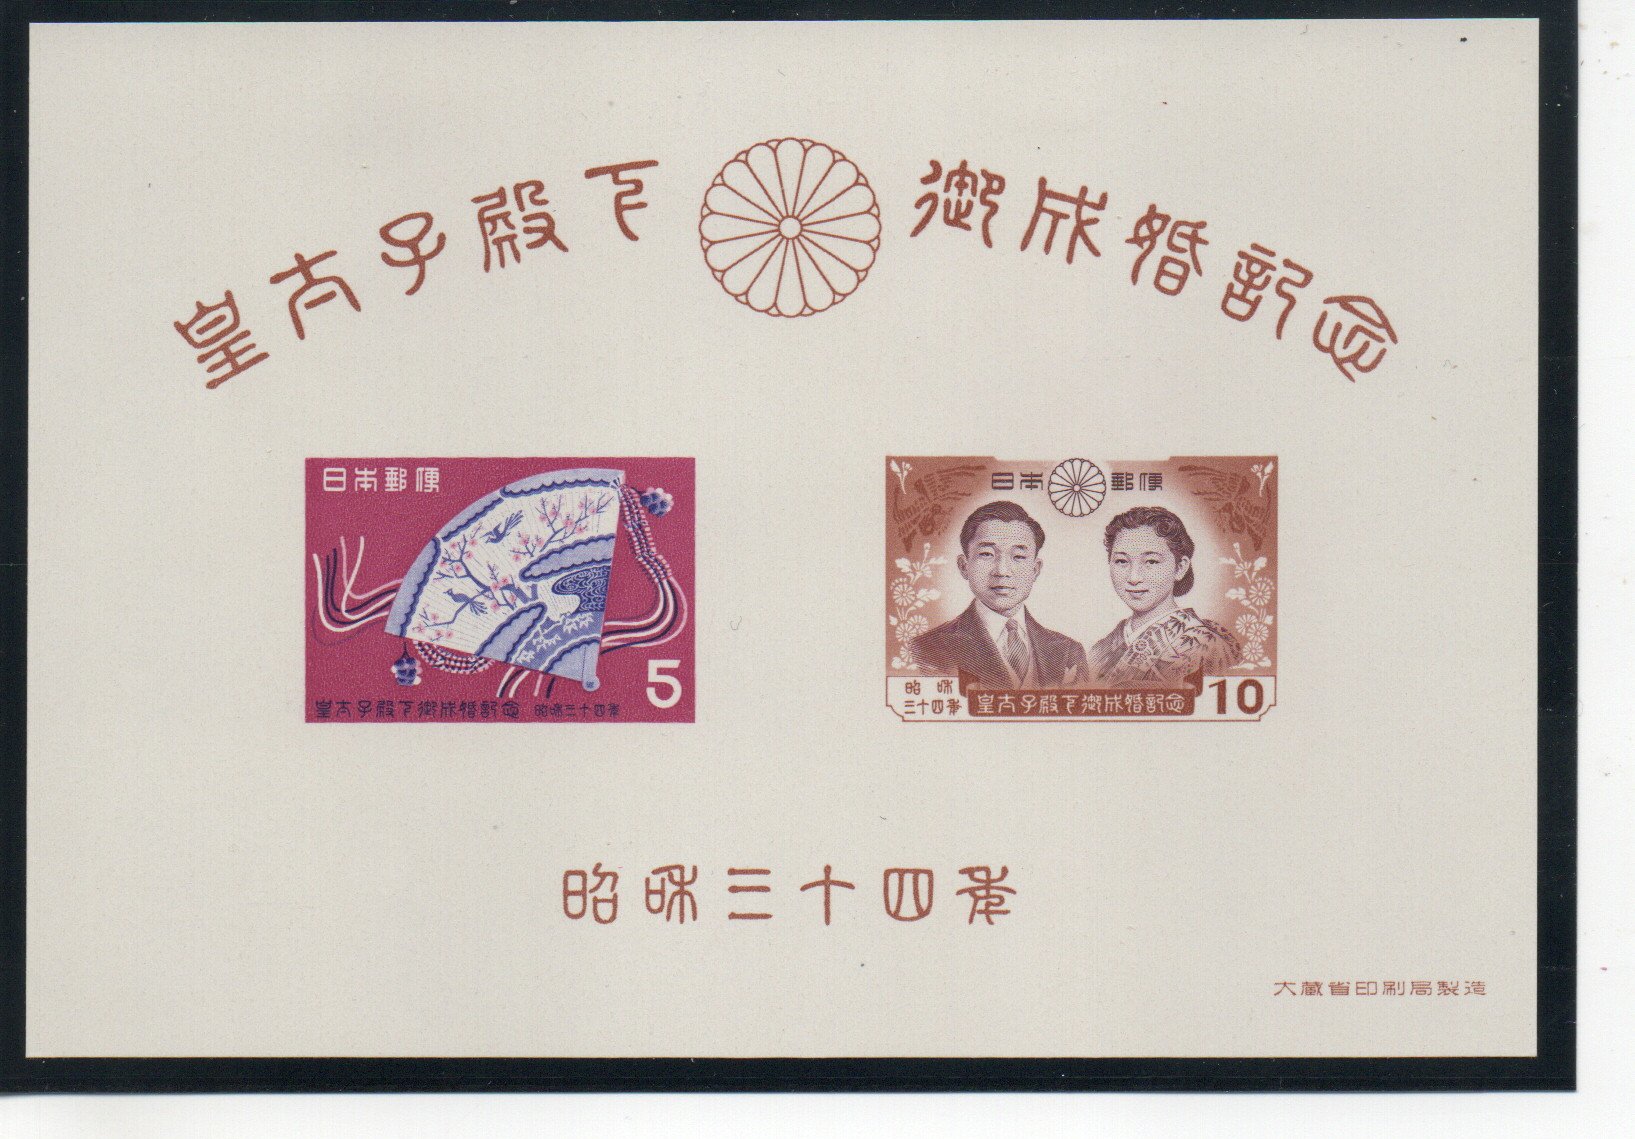 皇太子殿下 御成婚記念
日本郵便
5
皇太子殿下御成婚記念 昭和三十四年
日本 郵便
昭和
三十四年
皇太子殿下御成婚記念
10
昭和三十四年
大蔵省印刷局製造